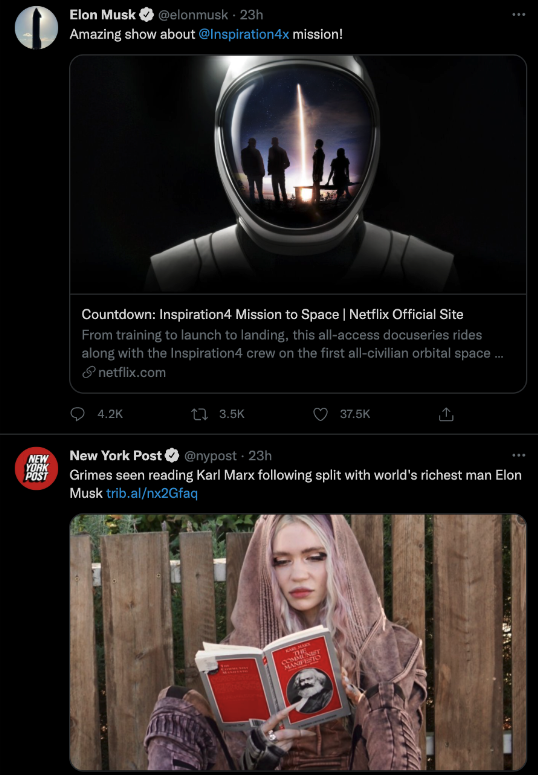 Elon Musk @elonmusk · 23h
Amazing show about @Inspiration4x mission!
Countdown: Inspiration4 Mission to Space | Netflix Official Site
From training to launch to landing, this all-access docuseries rides
along with the Inspiration4 crew on the first all-civilian orbital space ...
netflix.com
4.2K 3.5K 37.5K
NEW
YORK
POST
New York Post @nypost · 23h
Grimes seen reading Karl Marx following split with world's richest man Elon
Musk trib.al/nx2Gfaq
KARL MARX
THE
COMMUNIST
MANIFESTO